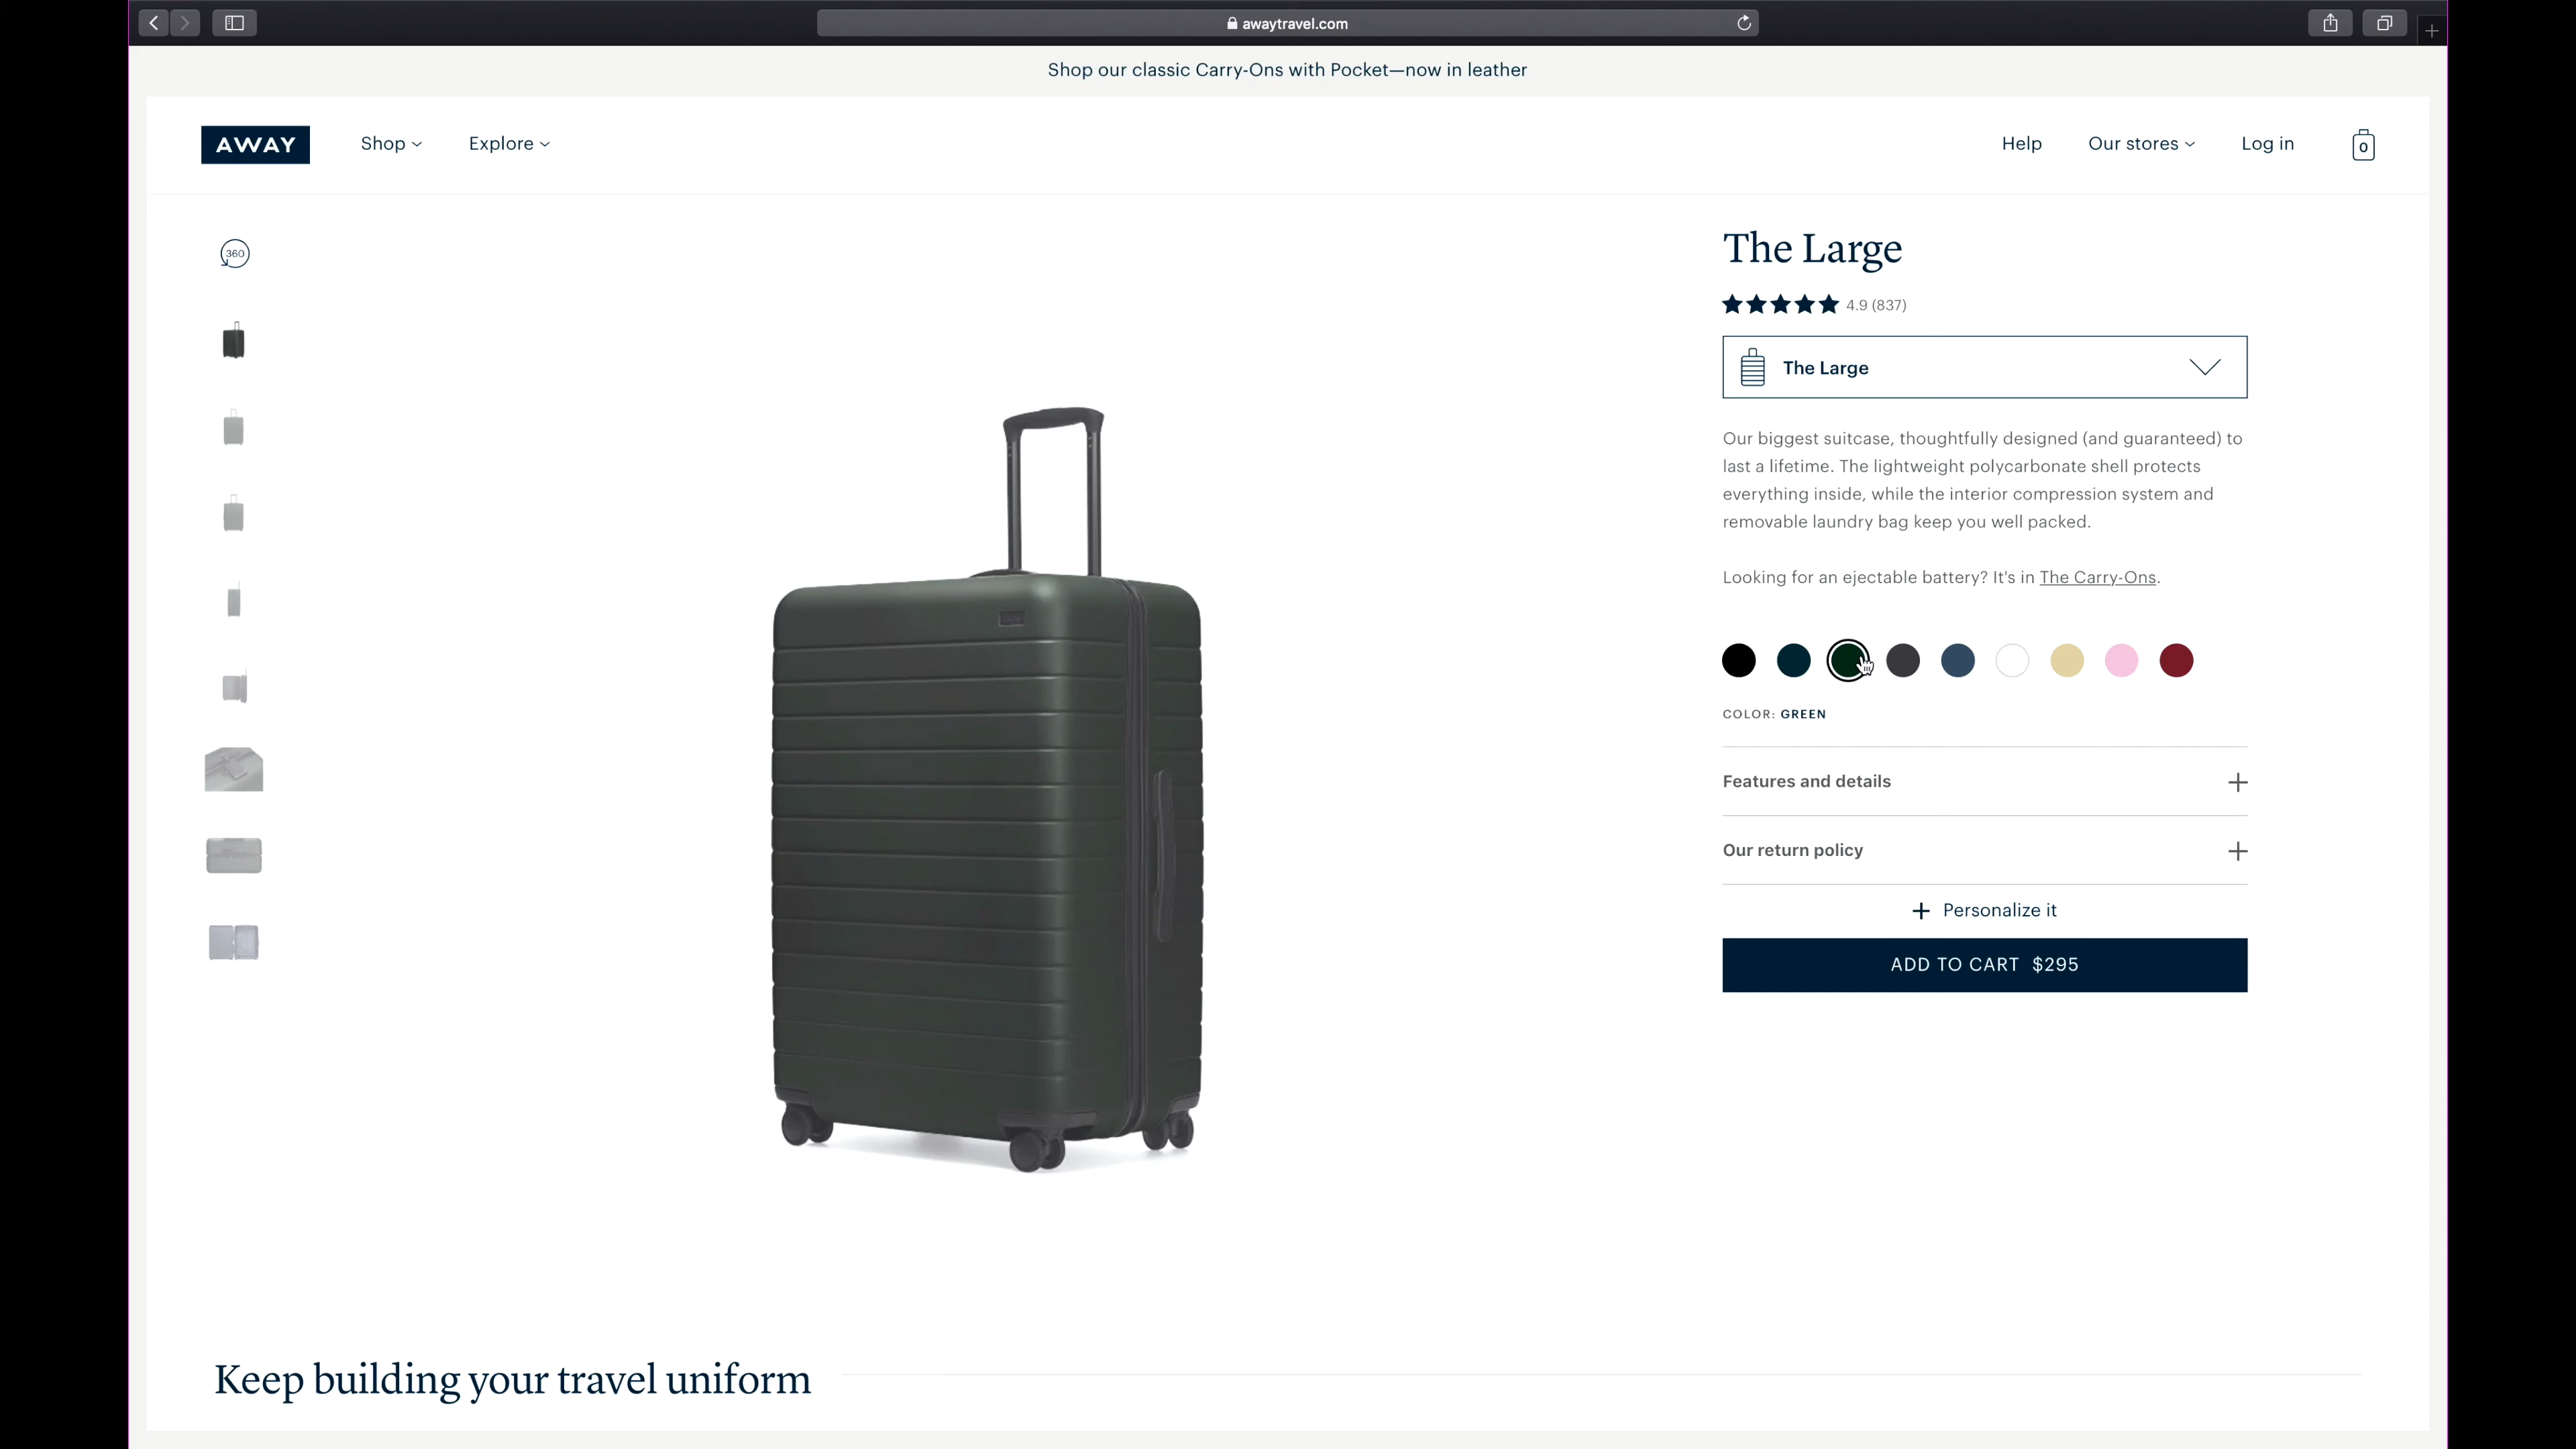 awaytravel.com
Shop our classic Carry-Ons with Pocket—now in leather
AWAY
Shop
Explore
Help
Our stores
Log in
0
360
The Large
4.9 (837)
The Large
Our biggest suitcase, thoughtfully designed (and guaranteed) to
last a lifetime. The lightweight polycarbonate shell protects
everything inside, while the interior compression system and
removable laundry bag keep you well packed.
Looking for an ejectable battery? It's in The Carry-Ons.
COLOR: GREEN
Features and details
Our return policy
Personalize it
ADD TO CART $295
Keep building your travel uniform